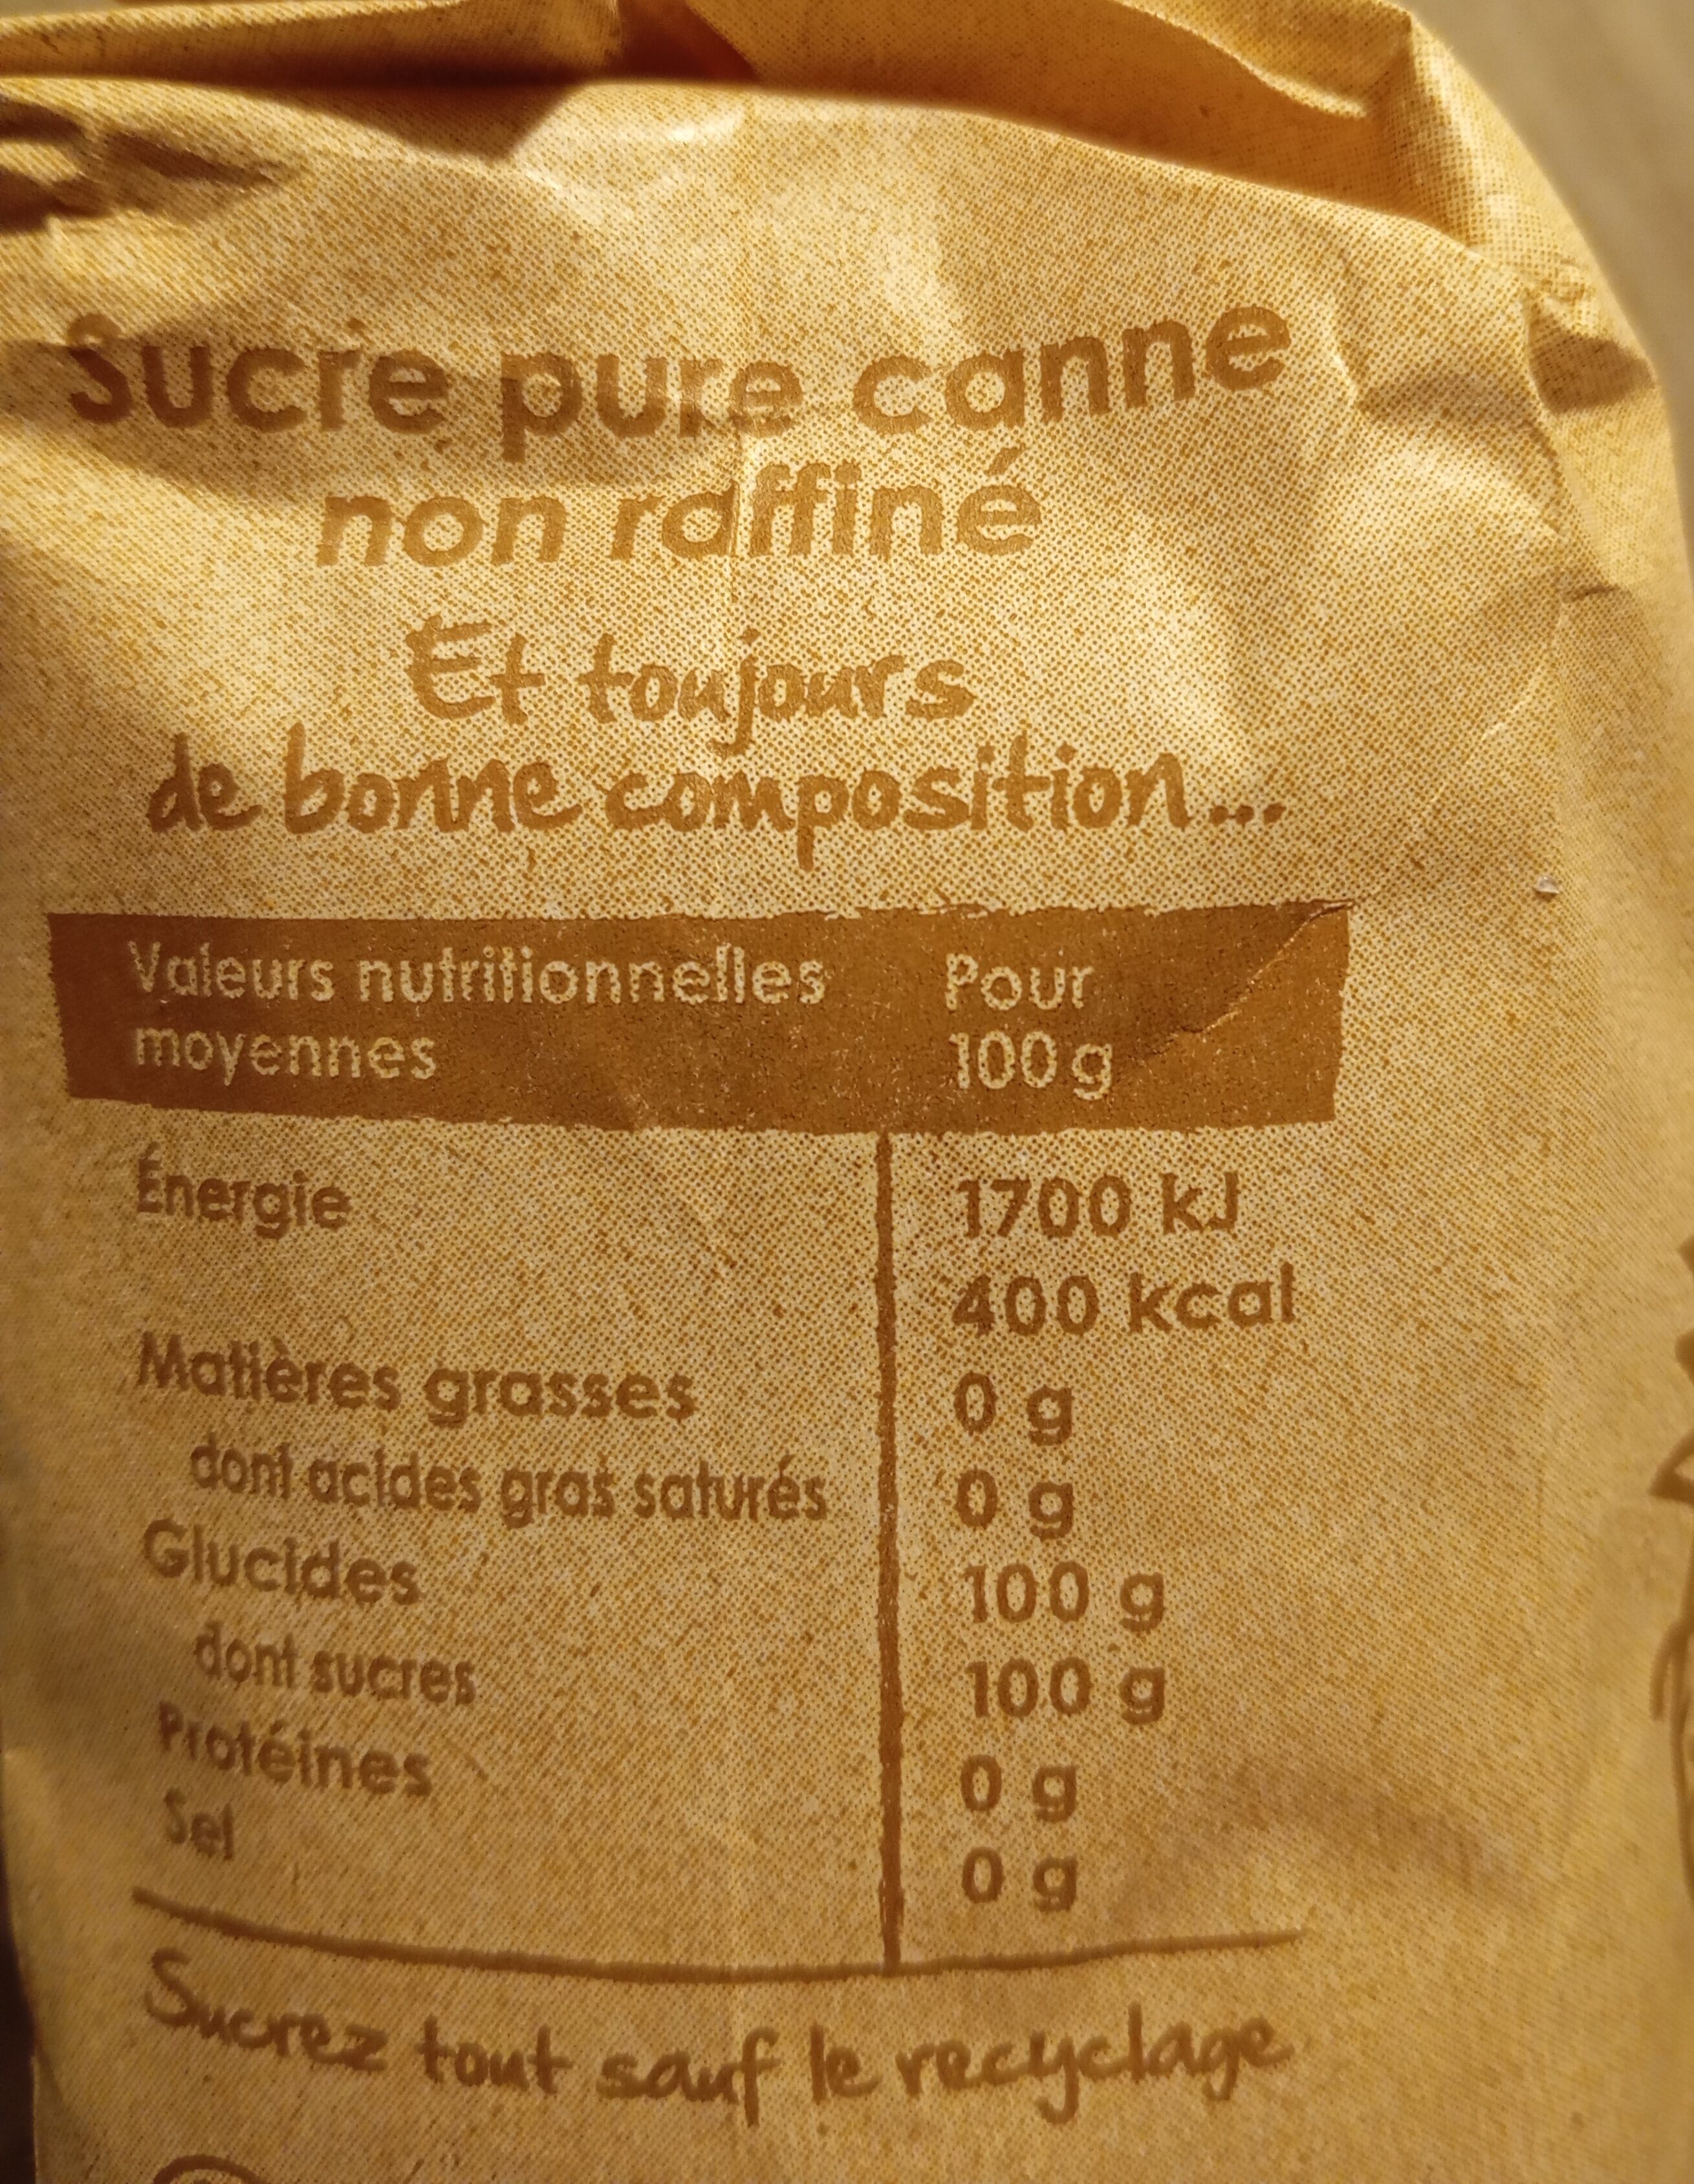 Sucre pure canne
non raffiné
Et toujours
de bonne composition...
Valeurs nutritionnelles moyennes Pour 100 g
Énergie 1700 kJ
400 kcal
Matières grasses 0 g
dont acides gras saturés 0 g
Glucides 100 g
dont sucres 100 g
Protéines 0 g
Sel 0 g
Sucrez tout sauf le recyclage